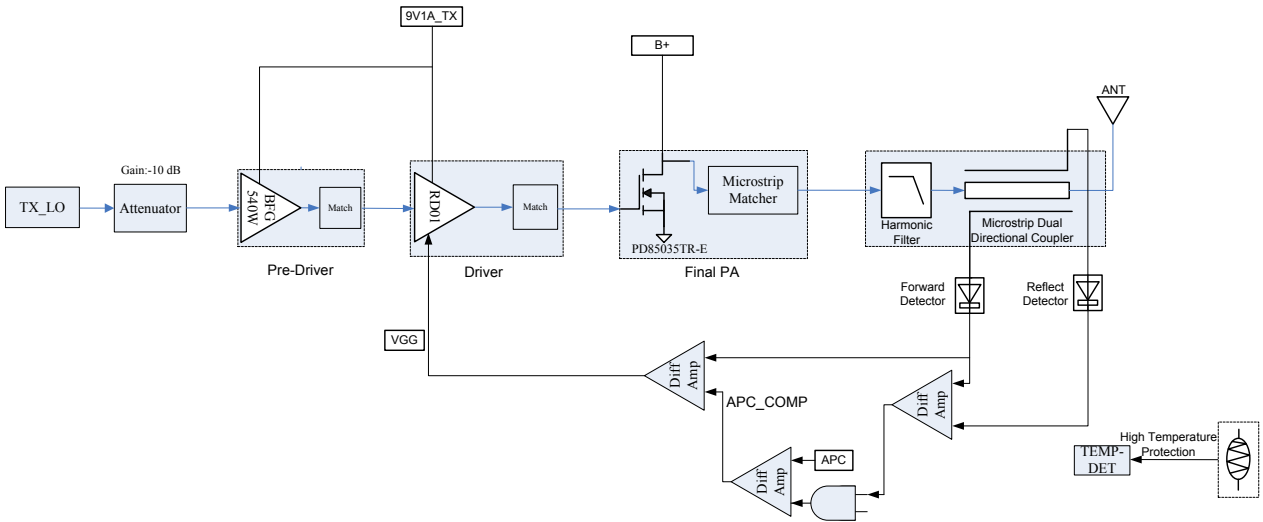 9V1A_TX
B+
ANT
Gain:-10 dB
TX_LO
Attenuator
BFG
540W
Match
RD01
Match
Microstrip
Matcher
PD85035TR-E
Harmonic
Filter
Microstrip Dual
Directional Coupler
Pre-Driver
Driver
Final PA
Forward
Detector
Reflect
Detector
VGG
Diff
Amp
APC_COMP
Diff
Amp
APC
Diff
Amp
High Temperature
Protection
TEMP-
DET